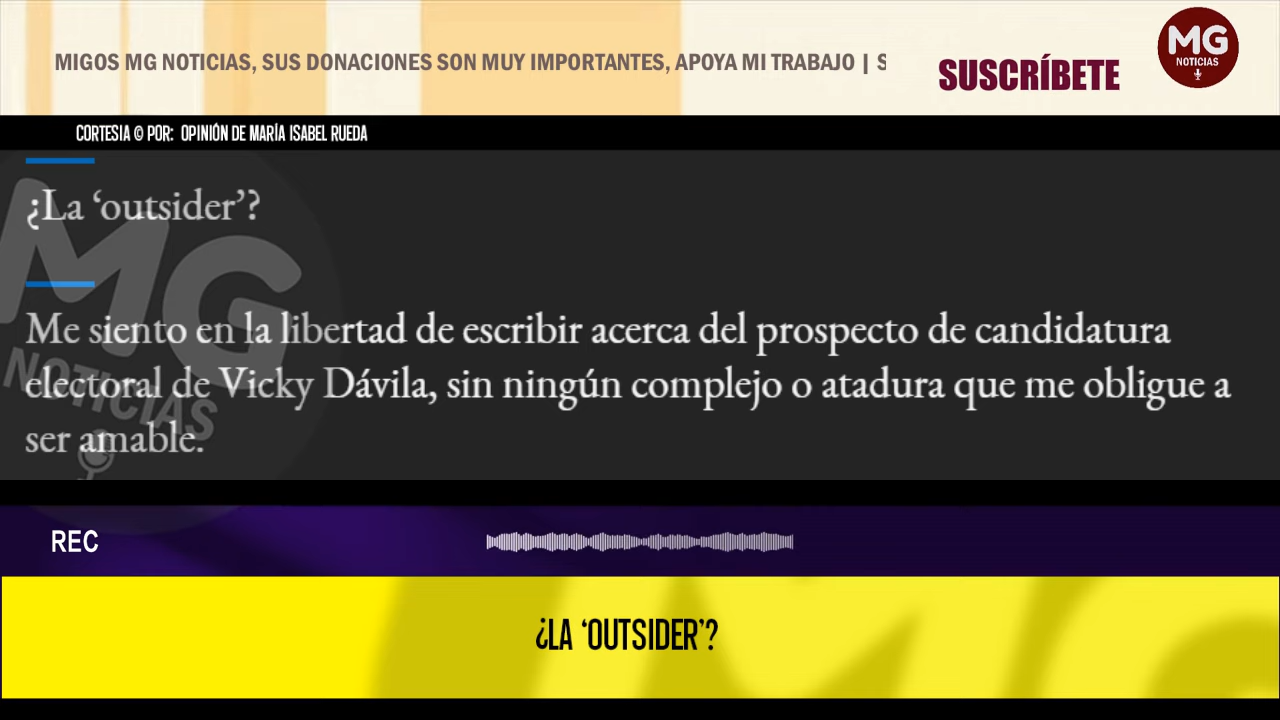 MIGOS MG NOTICIAS, SUS DONACIONES SON MUY IMPORTANTES, APOYA MI TRABAJO | S
SUSCRÍBETE
MG
NOTICIAS
CORTESIA © POR: OPINIÓN DE MARÍA ISABEL RUEDA
¿La ‘outsider’?
Me siento en la libertad de escribir acerca del prospecto de candidatura
electoral de Vicky Dávila, sin ningún complejo o atadura que me obligue a
ser amable.
MG
NOTICIAS
REC
¿LA ‘OUTSIDER’?